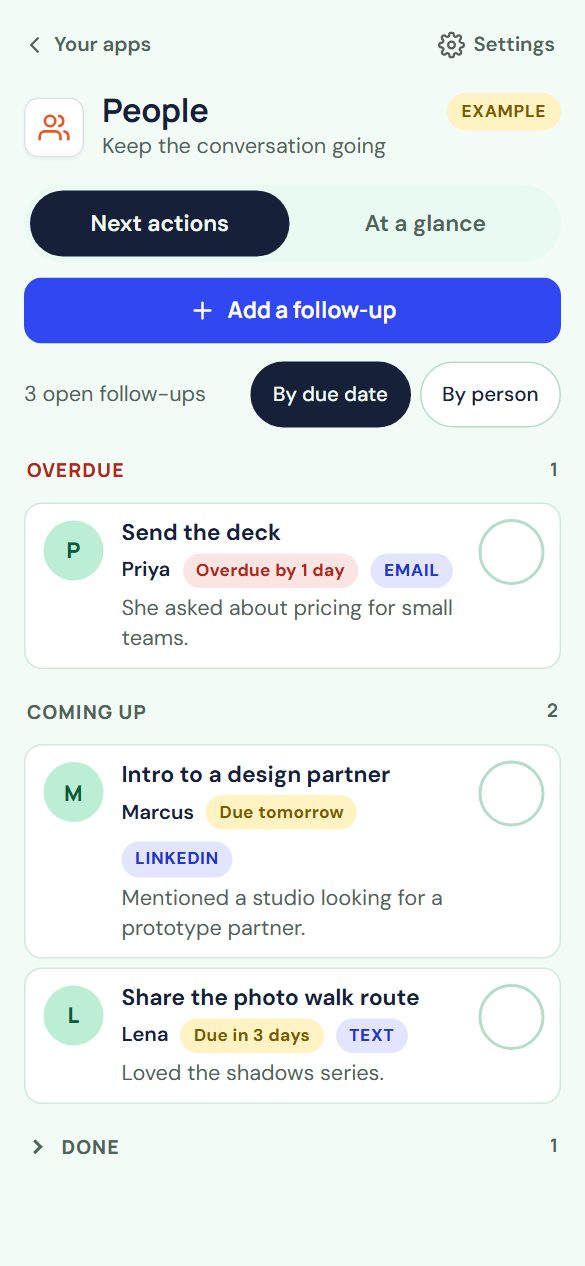 Your apps
Settings
People
EXAMPLE
Keep the conversation going
Next actions
At a glance
+ Add a follow-up
3 open follow-ups
By due date
By person
OVERDUE
1
P
Send the deck
Priya
Overdue by 1 day
EMAIL
She asked about pricing for small
teams.
COMING UP
2
M
Intro to a design partner
Marcus
Due tomorrow
LINKEDIN
Mentioned a studio looking for a
prototype partner.
L
Share the photo walk route
Lena
Due in 3 days
TEXT
Loved the shadows series.
DONE
1